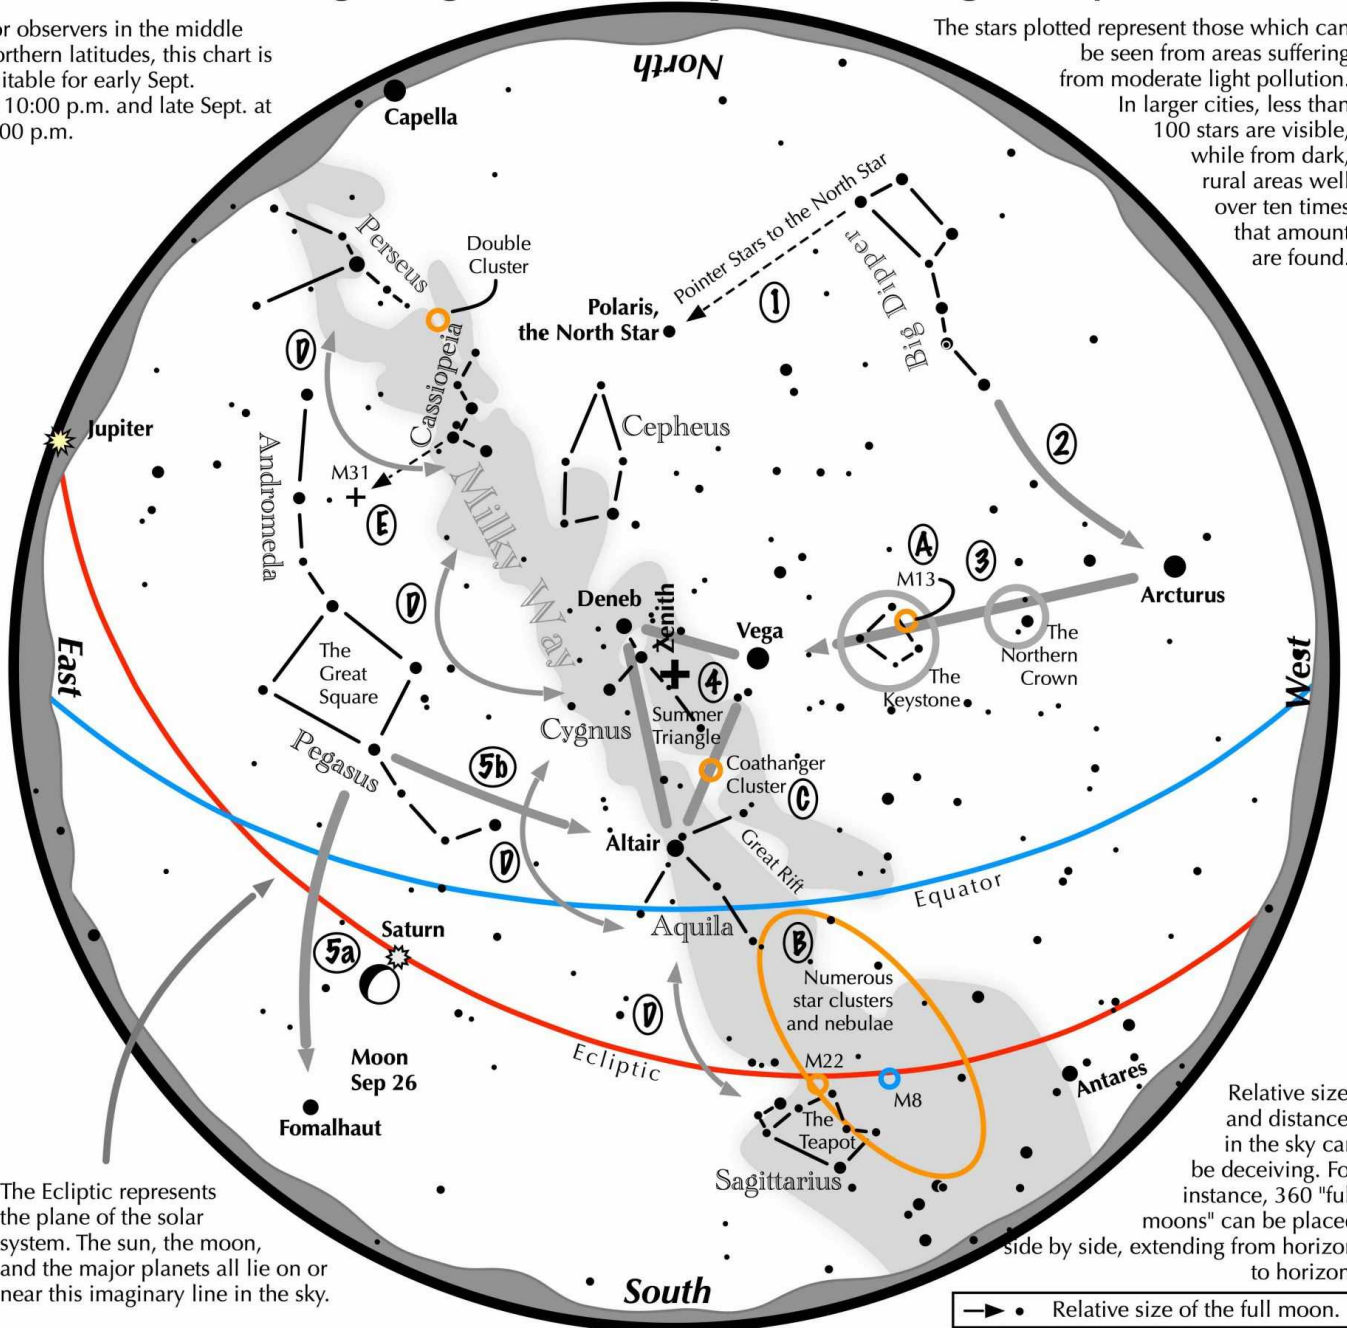 or observers in the middle
orthern latitudes, this chart is
itable for early Sept.
10:00 p.m. and late Sept. at
00 p.m.
The stars plotted represent those which can
be seen from areas suffering
from moderate light pollution.
In larger cities, less than
100 stars are visible,
while from dark,
rural areas well
over ten times
that amount
are found.
North
Capella
Perseus
Double
Cluster
Pointer Stars to the North Star
Big Dipper
1
Polaris,
the North Star
D
Cassiopeia
Jupiter
Cepheus
2
Andromeda
M31
E
Milky Way
A
3
M13
Arcturus
D
Deneb
Zenith
Vega
East
The
Great
Square
The
Northern
Crown
West
4
The
Keystone
Summer
Triangle
Cygnus
Pegasus
5b
Coathanger
Cluster
C
Altair
Great Rift
D
Equator
Aquila
Saturn
5a
B
Numerous
star clusters
and nebulae
D
Ecliptic
Moon
Sep 26
M22
M8
Antares
Fomalhaut
The
Teapot
Sagittarius
Relative size
and distance
in the sky can
be deceiving. Fo
instance, 360 "ful
moons" can be place
side by side, extending from horizo
to horizon
The Ecliptic represents
the plane of the solar
system. The sun, the moon,
and the major planets all lie on or
near this imaginary line in the sky.
South
Relative size of the full moon.